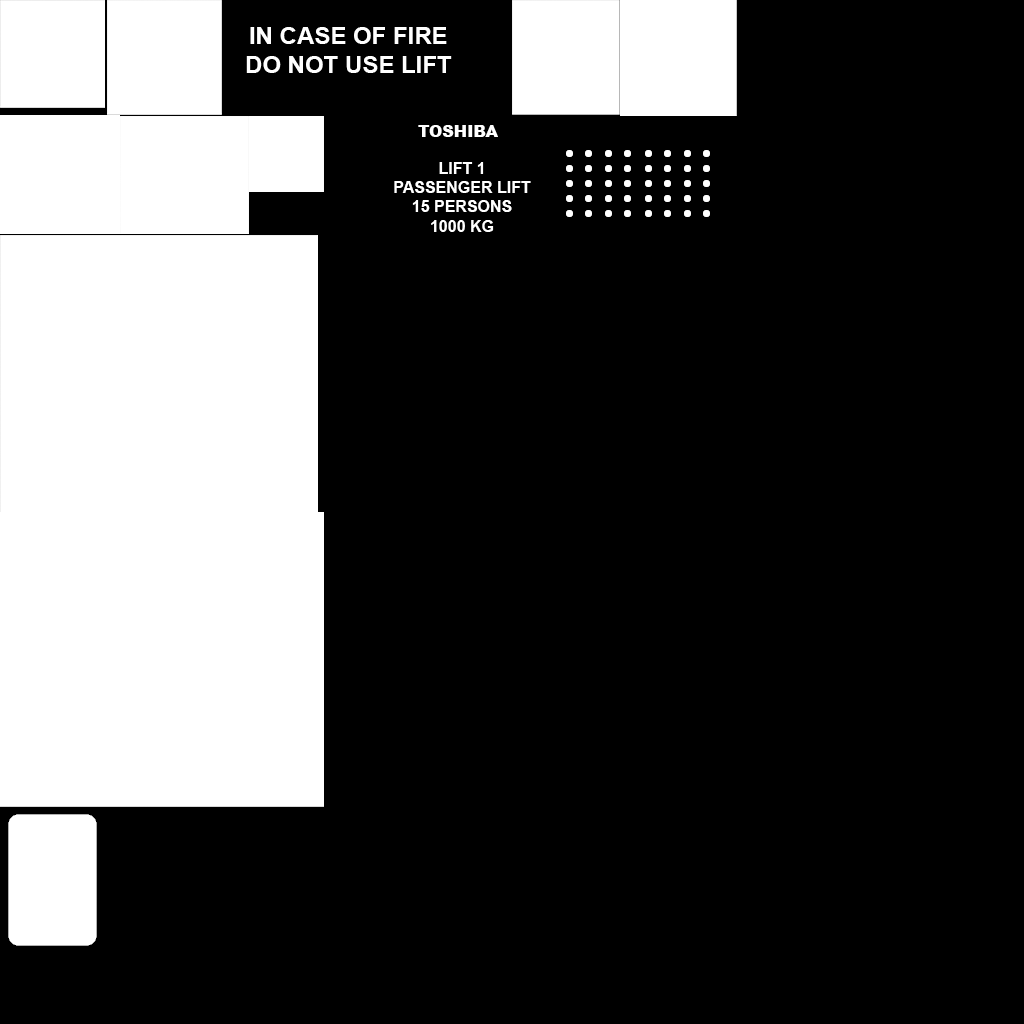 IN CASE OF FIRE
DO NOT USE LIFT
TOSHIBA
LIFT 1
PASSENGER LIFT
15 PERSONS
1000 KG